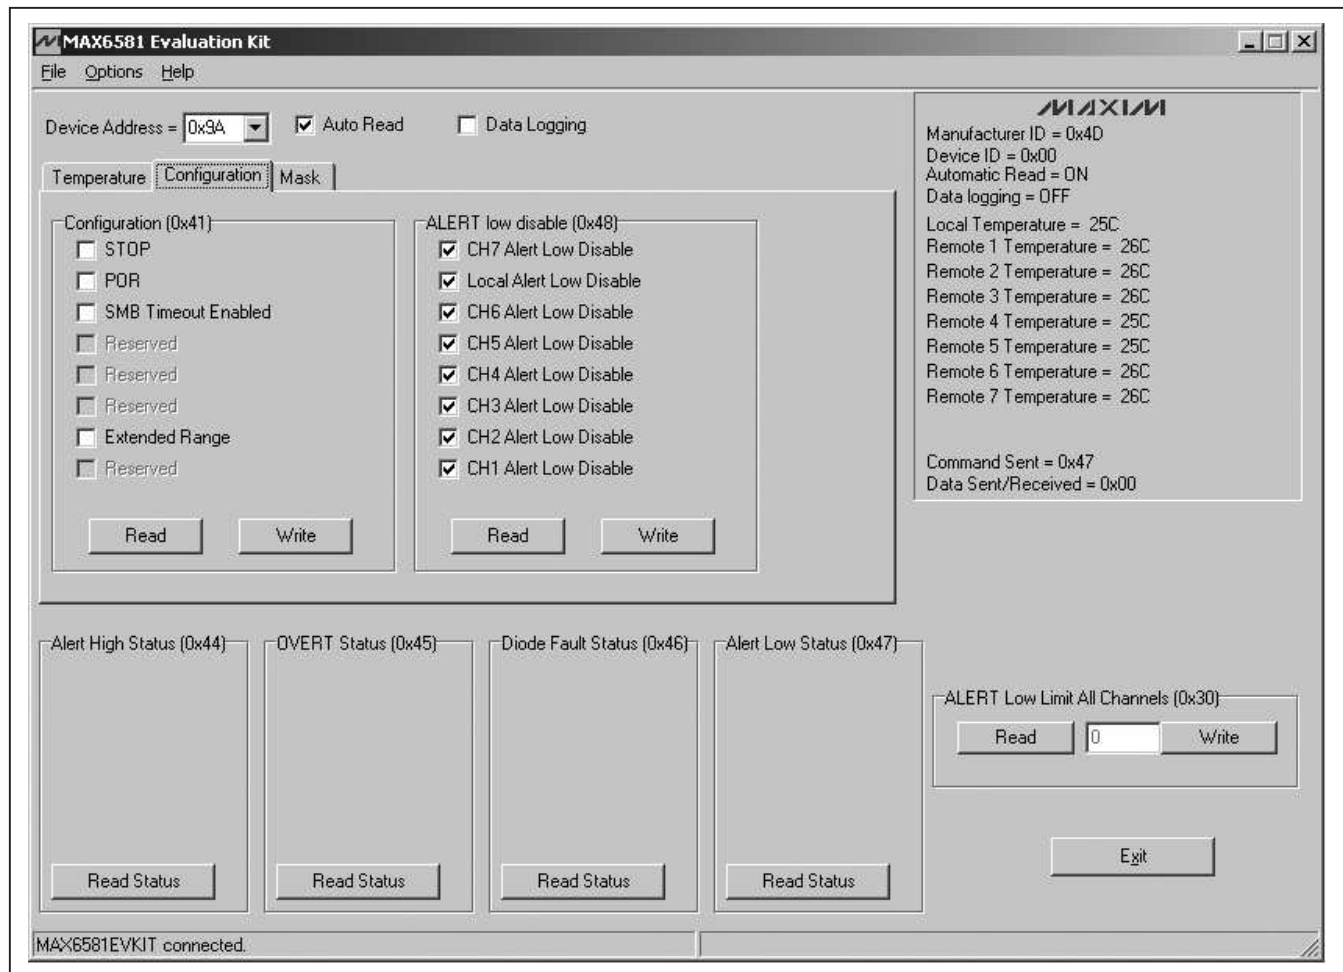 MAX6581 Evaluation Kit
File Options Help
Device Address = 0x9A Auto Read Data Logging
Temperature Configuration Mask
Configuration (0x41)
STOP
POR
SMB Timeout Enabled
Reserved
Reserved
Reserved
Extended Range
Reserved
Read Write
ALERT low disable (0x48)
CH7 Alert Low Disable
Local Alert Low Disable
CH6 Alert Low Disable
CH5 Alert Low Disable
CH4 Alert Low Disable
CH3 Alert Low Disable
CH2 Alert Low Disable
CH1 Alert Low Disable
Read Write
MAXIM
Manufacturer ID = 0x4D
Device ID = 0x00
Automatic Read = ON
Data logging = OFF
Local Temperature = 25C
Remote 1 Temperature = 26C
Remote 2 Temperature = 26C
Remote 3 Temperature = 26C
Remote 4 Temperature = 25C
Remote 5 Temperature = 25C
Remote 6 Temperature = 26C
Remote 7 Temperature = 26C
Command Sent = 0x47
Data Sent/Received = 0x00
Alert High Status (0x44)
Read Status
OVERT Status (0x45)
Read Status
Diode Fault Status (0x46)
Read Status
Alert Low Status (0x47)
Read Status
ALERT Low Limit All Channels (0x30)
Read 0 Write
Exit
MAX6581EVKIT connected.